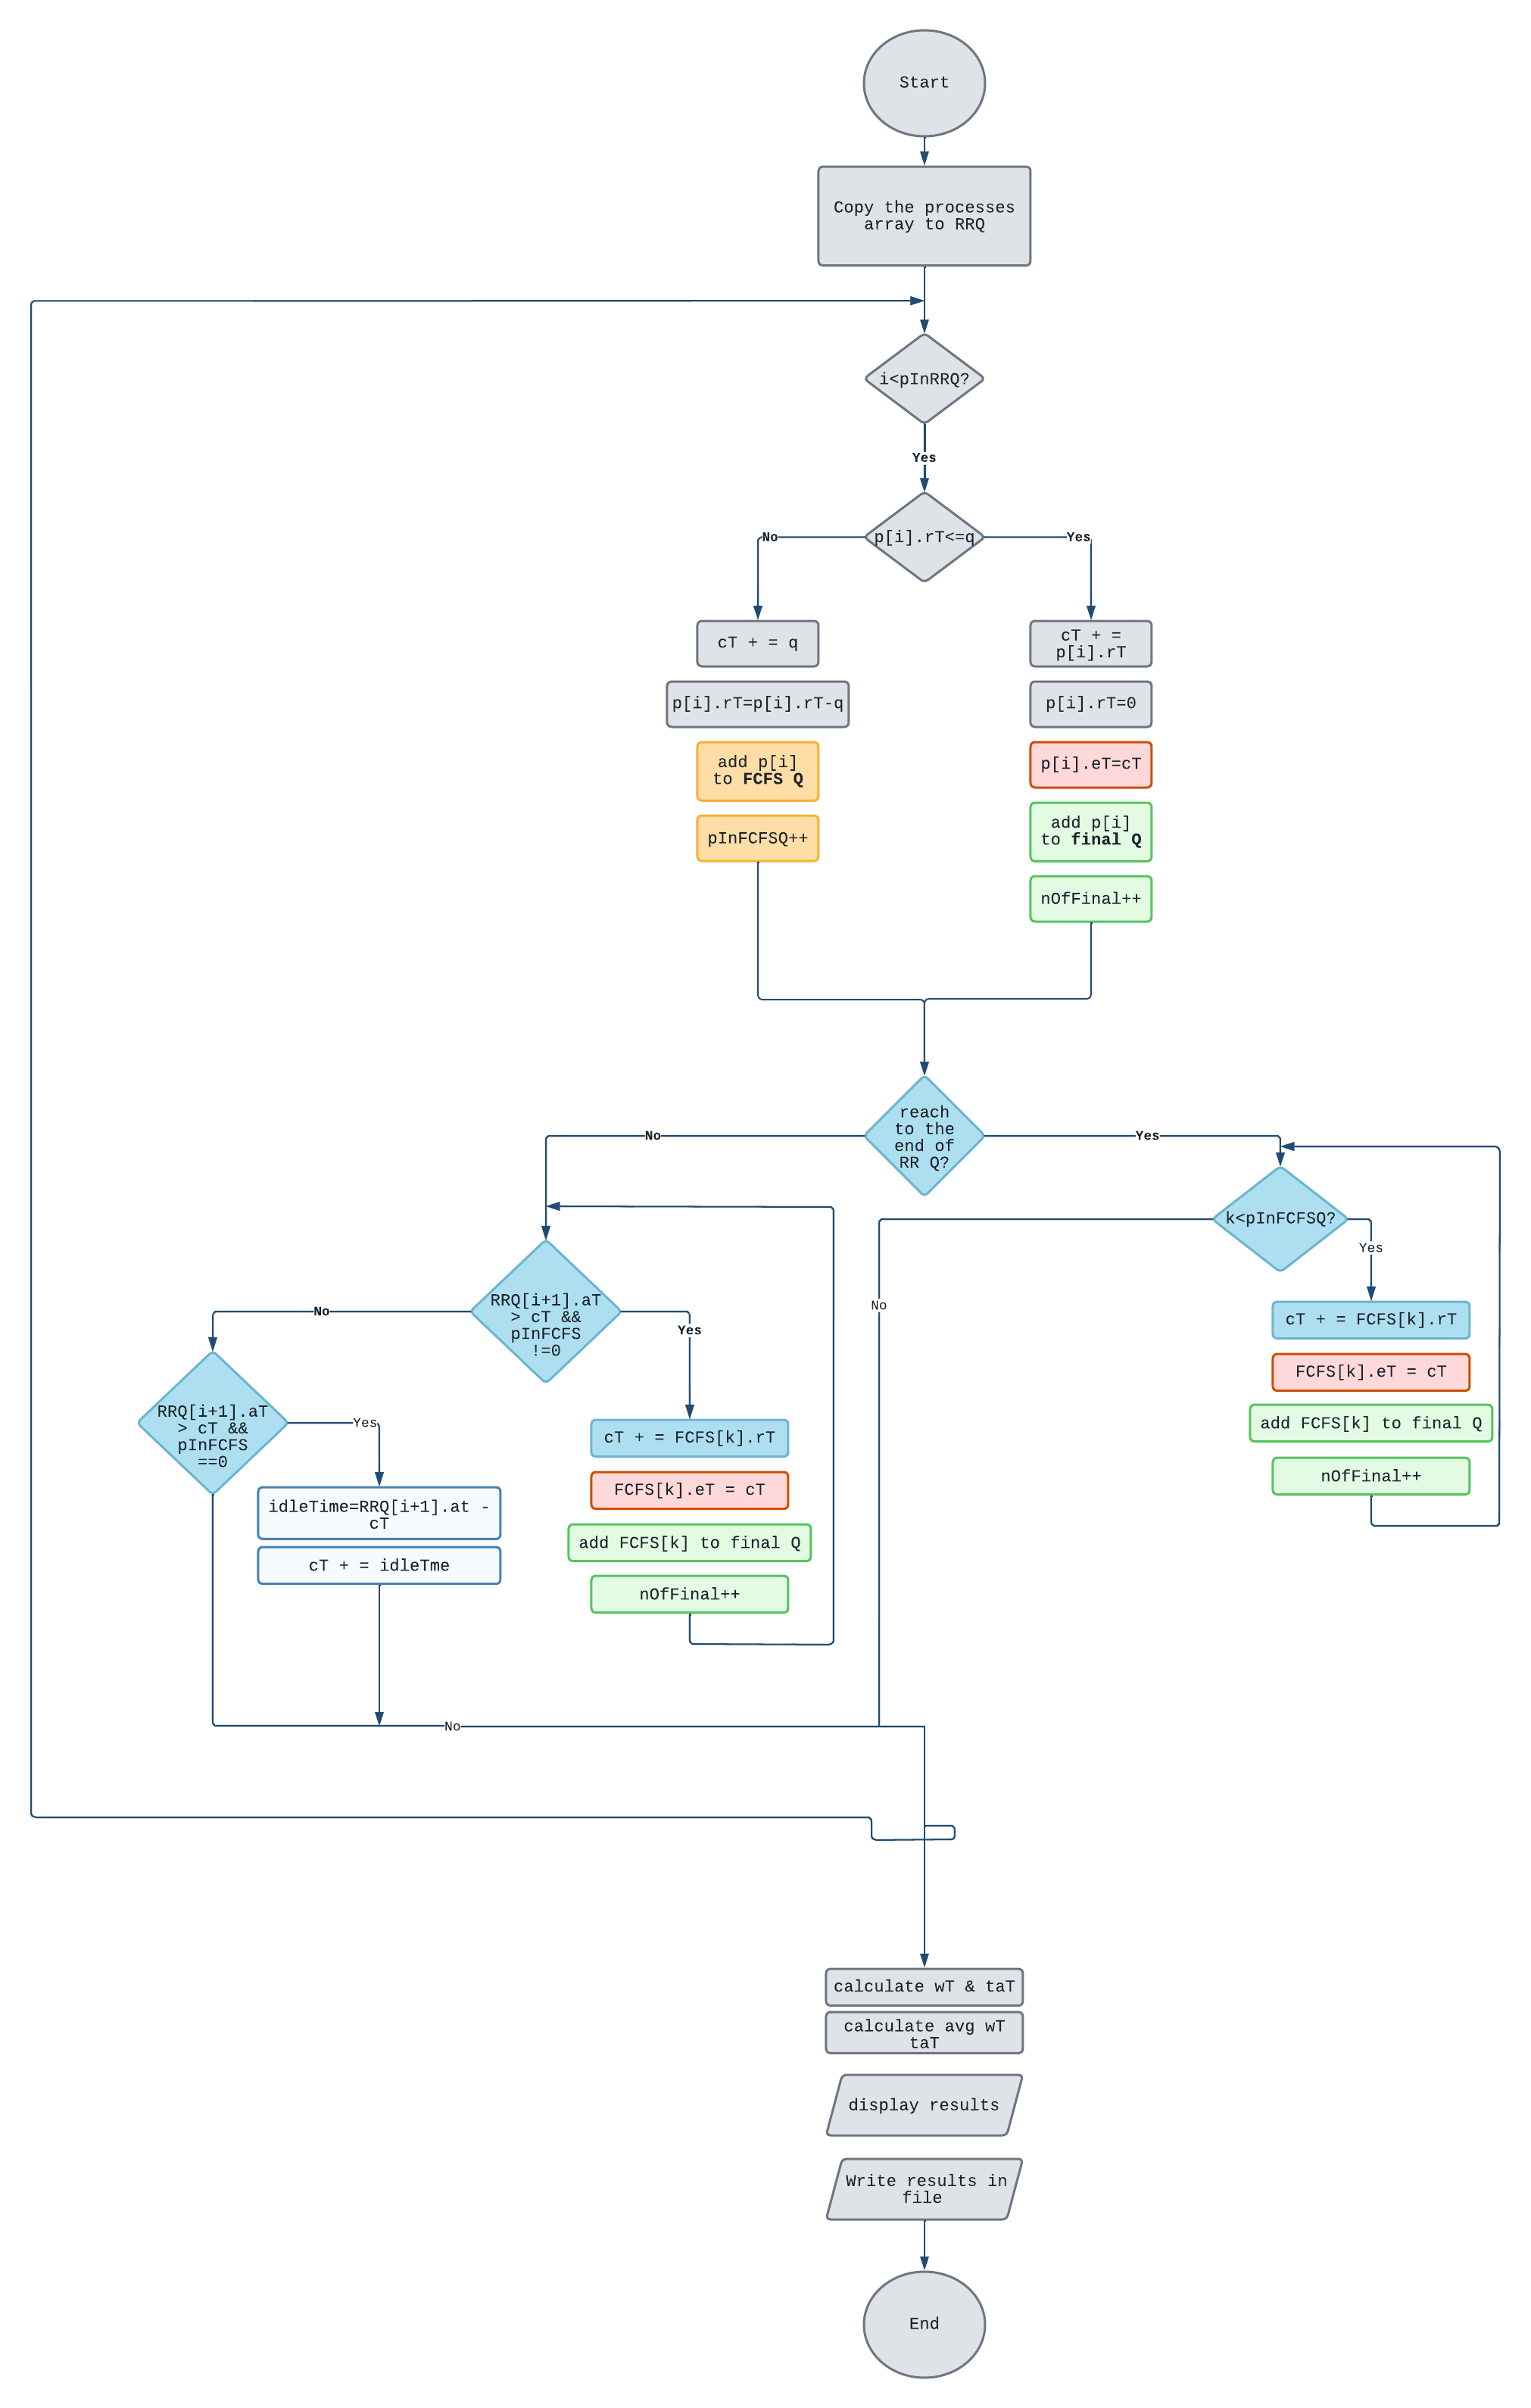 Start
Copy the processes
array to RRQ
i<pInRRQ?
Yes
p[i].rT<=q
No
Yes
cT + = q
p[i].rT=p[i].rT-q
add p[i]
to FCFS Q
pInFCFSQ++
cT + =
p[i].rT
p[i].rT=0
p[i].eT=cT
add p[i]
to final Q
nOfFinal++
reach
to the
end of
RR Q?
No
Yes
k<pInFCFSQ?
Yes
No
cT + = FCFS[k].rT
FCFS[k].eT = cT
add FCFS[k] to final Q
nOfFinal++
RRQ[i+1].aT
> cT &&
pInFCFS
!=0
No
Yes
cT + = FCFS[k].rT
FCFS[k].eT = cT
add FCFS[k] to final Q
nOfFinal++
RRQ[i+1].aT
> cT &&
pInFCFS
==0
Yes
idleTime=RRQ[i+1].at -
cT
cT + = idleTme
No
calculate wT & taT
calculate avg wT
taT
display results
Write results in
file
End